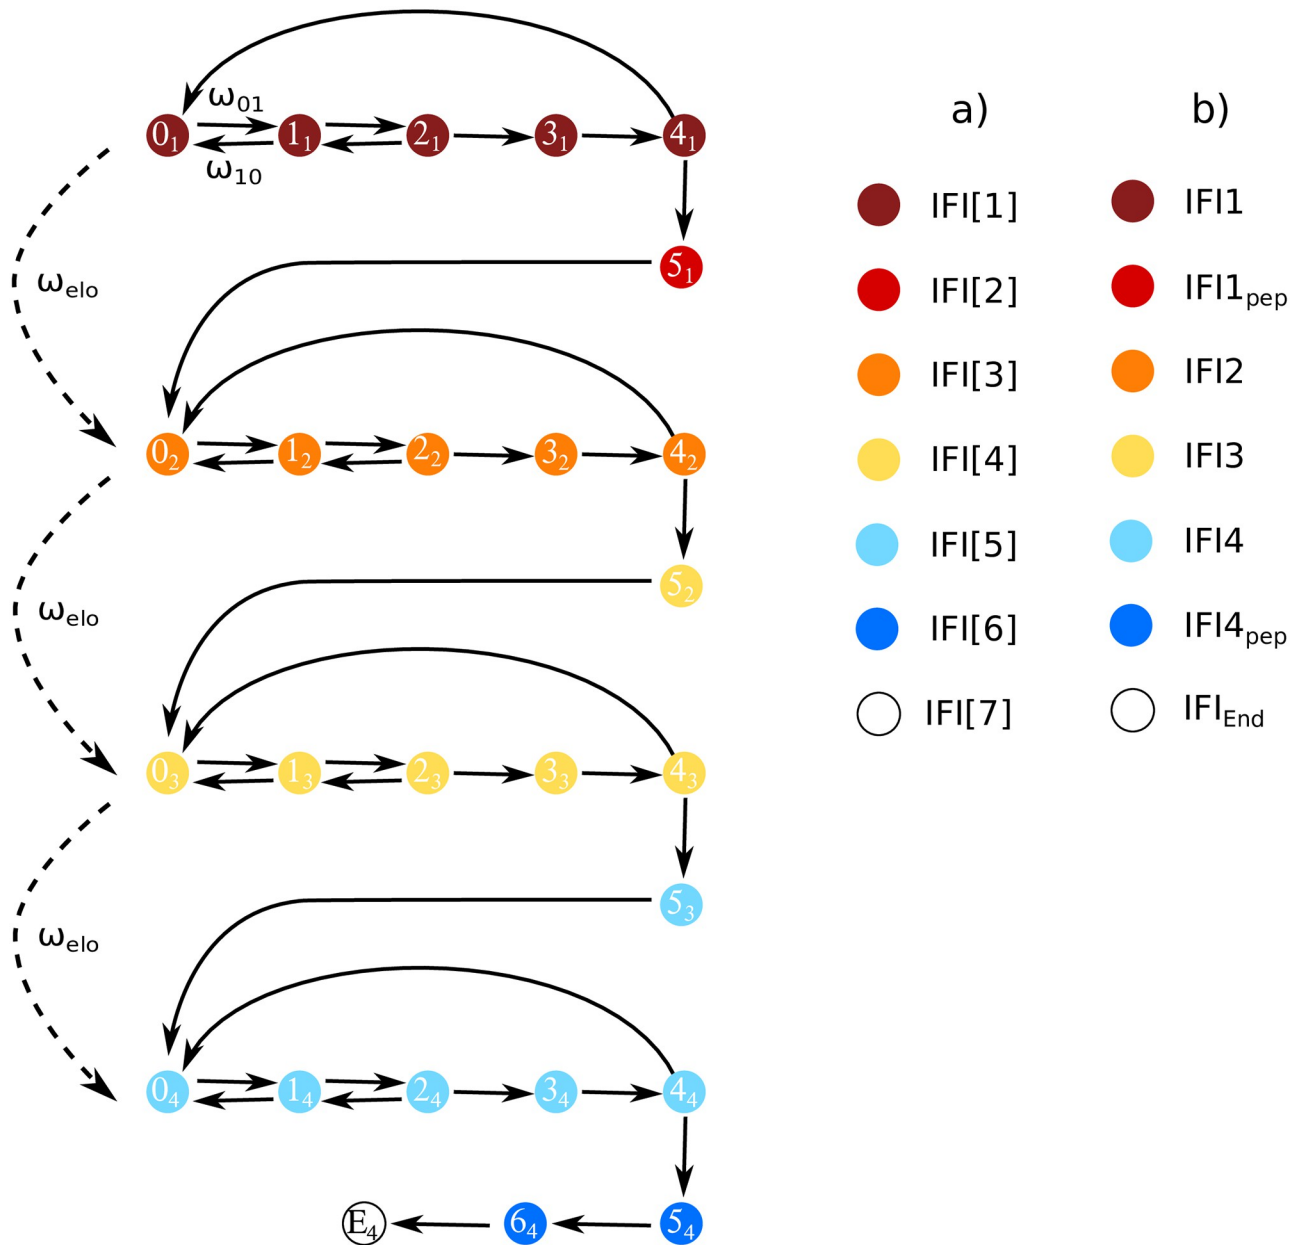 ω01
0₁ 1₁ 2₁ 3₁ 4₁
ω10
5₁
ωelo
0₂ 1₂ 2₂ 3₂ 4₂
5₂
ωelo
0₃ 1₃ 2₃ 3₃ 4₃
5₃
ωelo
0₄ 1₄ 2₄ 3₄ 4₄
E₄ 6₄ 5₄
a) b)
IFI[1] IFI1
IFI[2] IFI1pep
IFI[3] IFI2
IFI[4] IFI3
IFI[5] IFI4
IFI[6] IFI4pep
IFI[7] IFIEnd